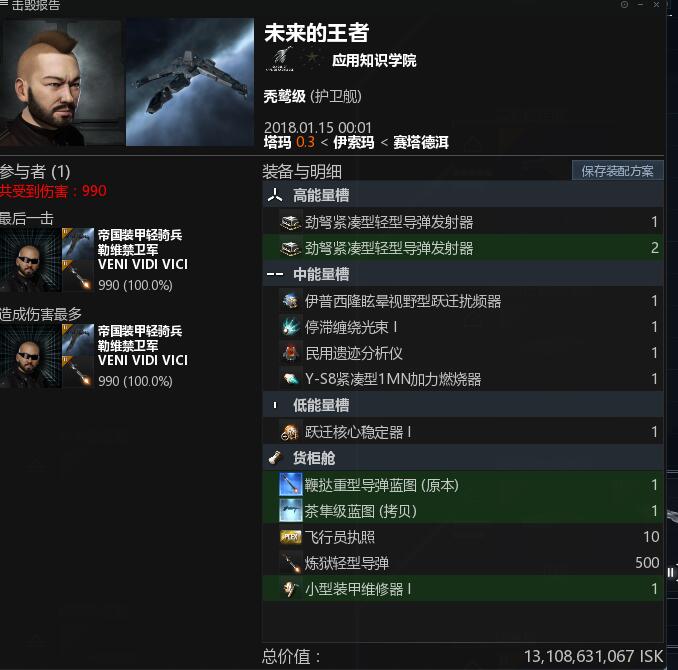 击毁报告
未来的王者
应用知识学院
秃鹫级 (护卫舰)
2018.01.15 00:01
塔玛 0.3 < 伊索玛 < 赛塔德洱
参与者 (1)
共受到伤害：990
最后一击
帝国装甲轻骑兵
勒维禁卫军
VENI VIDI VICI
990 (100.0%)
造成伤害最多
帝国装甲轻骑兵
勒维禁卫军
VENI VIDI VICI
990 (100.0%)
装备与明细
保存装配方案
高能量槽
劲弩紧凑型轻型导弹发射器 1
劲弩紧凑型轻型导弹发射器 2
中能量槽
伊普西隆眩晕视野型跃迁扰频器 1
停滞缠绕光束 I 1
民用遗迹分析仪 1
Y-S8紧凑型1MN加力燃烧器 1
低能量槽
跃迁核心稳定器 I 1
货柜舱
鞭挞重型导弹蓝图 (原本) 1
茶隼级蓝图 (拷贝) 1
PLEX 飞行员执照 10
炼狱轻型导弹 500
小型装甲维修器 I 1
总价值： 13,108,631,067 ISK